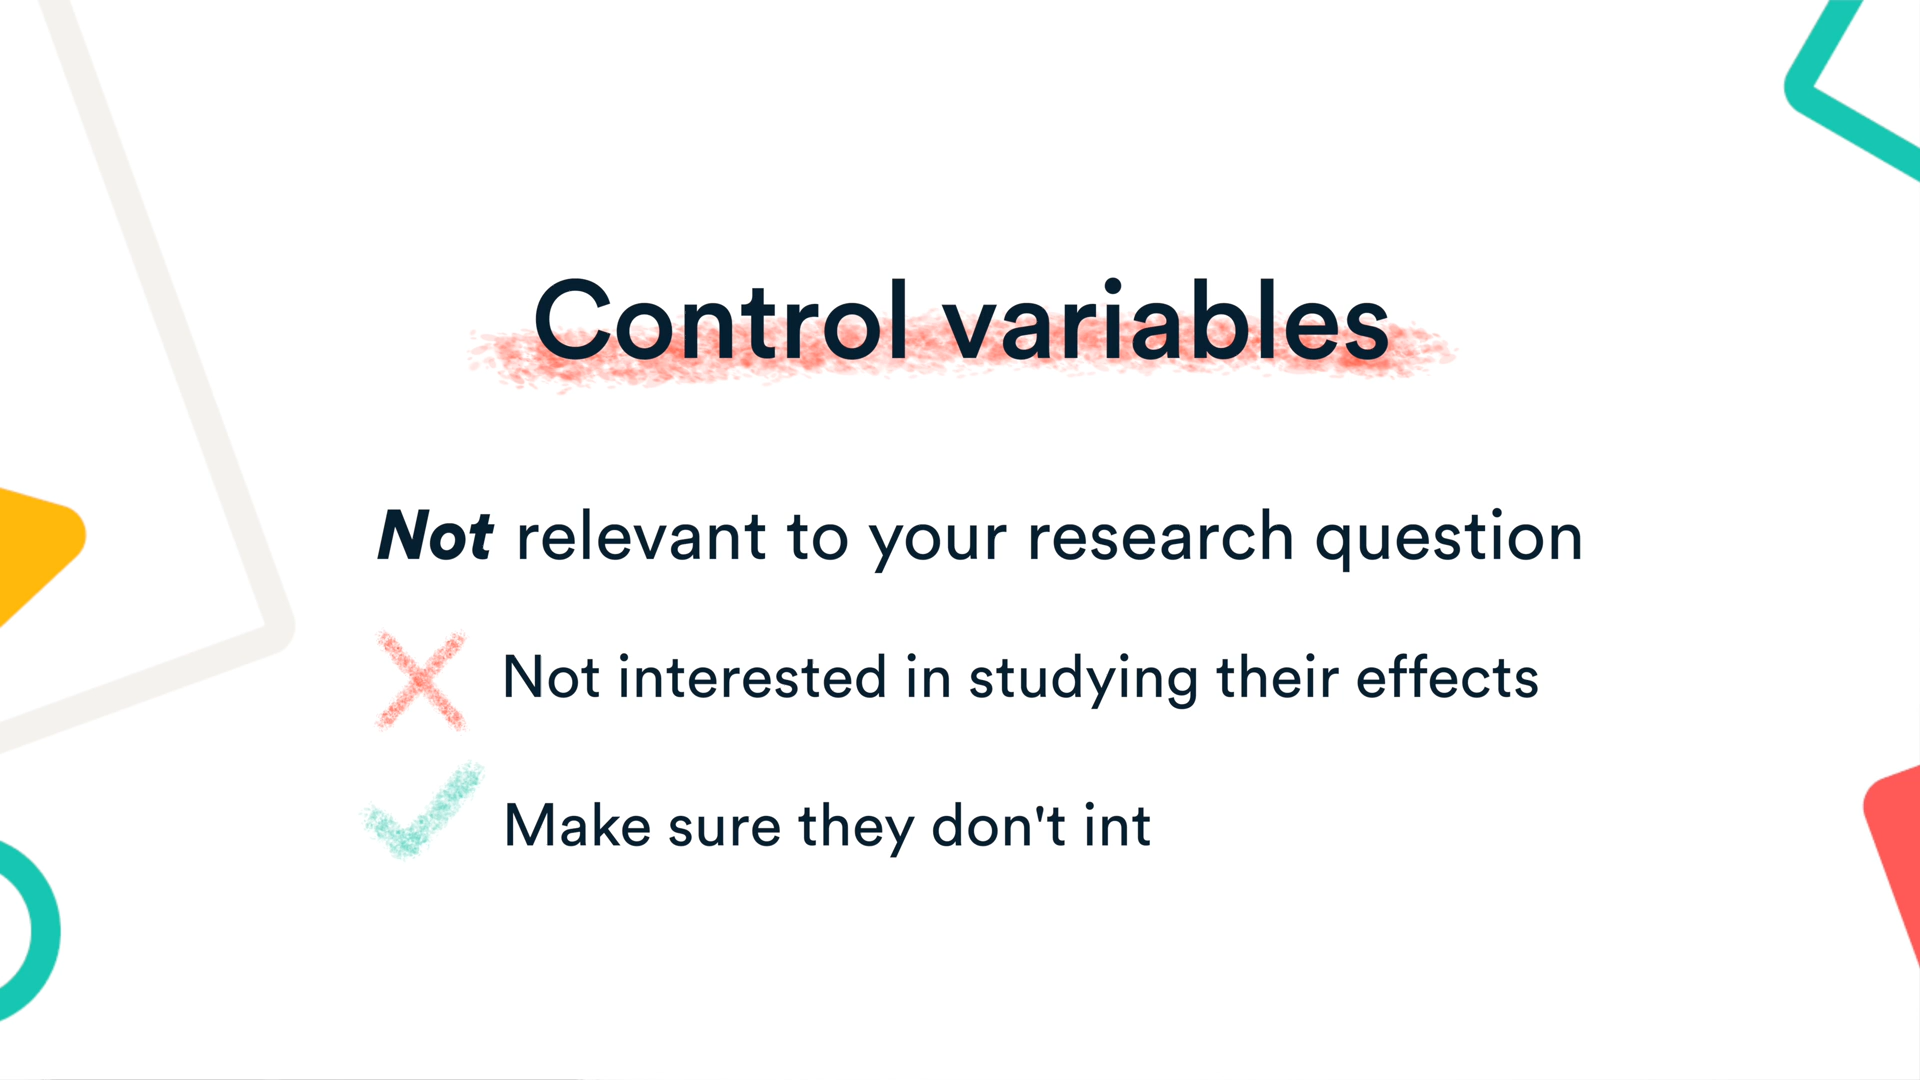 Control variables
Not relevant to your research question
Not interested in studying their effects
Make sure they don't int